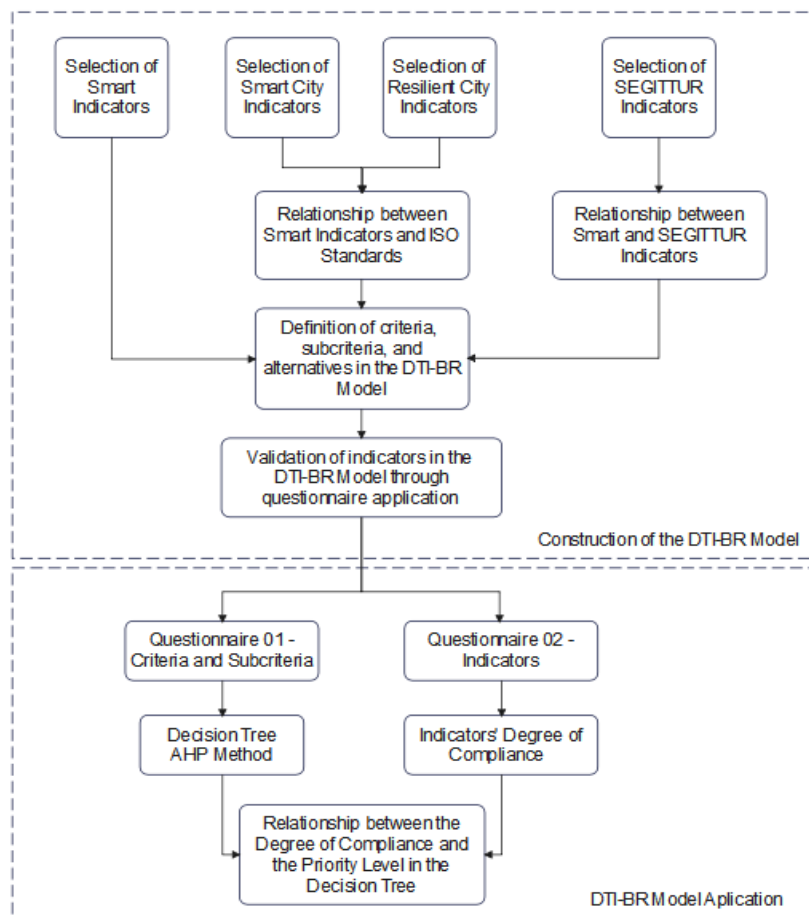 Selection of
Smart
Indicators
Selection of
Smart City
Indicators
Selection of
Resilient City
Indicators
Selection of
SEGITTUR
Indicators
Relationship between
Smart Indicators and ISO
Standards
Relationship between
Smart and SEGITTUR
Indicators
Definition of criteria,
subcriteria, and
alternatives in the DTI-BR
Model
Validation of indicators in the
DTI-BR Model through
questionnaire application
Construction of the DTI-BR Model
Questionnaire 01 -
Criteria and Subcriteria
Questionnaire 02 -
Indicators
Decision Tree
AHP Method
Indicators' Degree of
Compliance
Relationship between the
Degree of Compliance and
the Priority Level in the
Decision Tree
DTI-BR Model Aplication